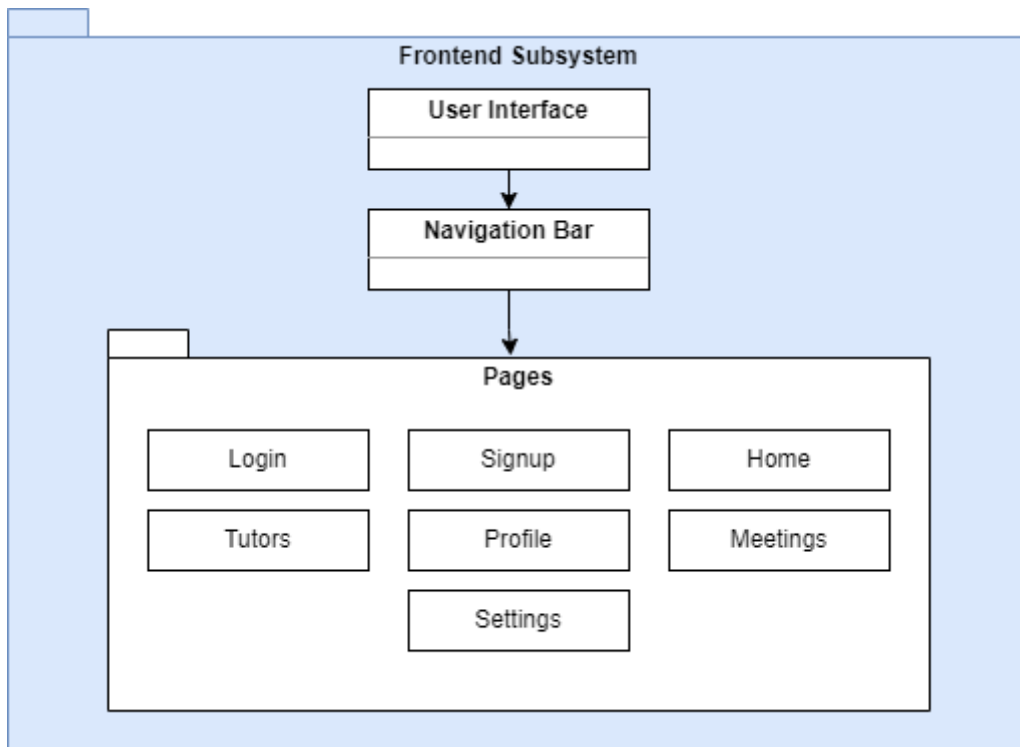 Frontend Subsystem
User Interface
Navigation Bar
Pages
Login
Signup
Home
Tutors
Profile
Meetings
Settings